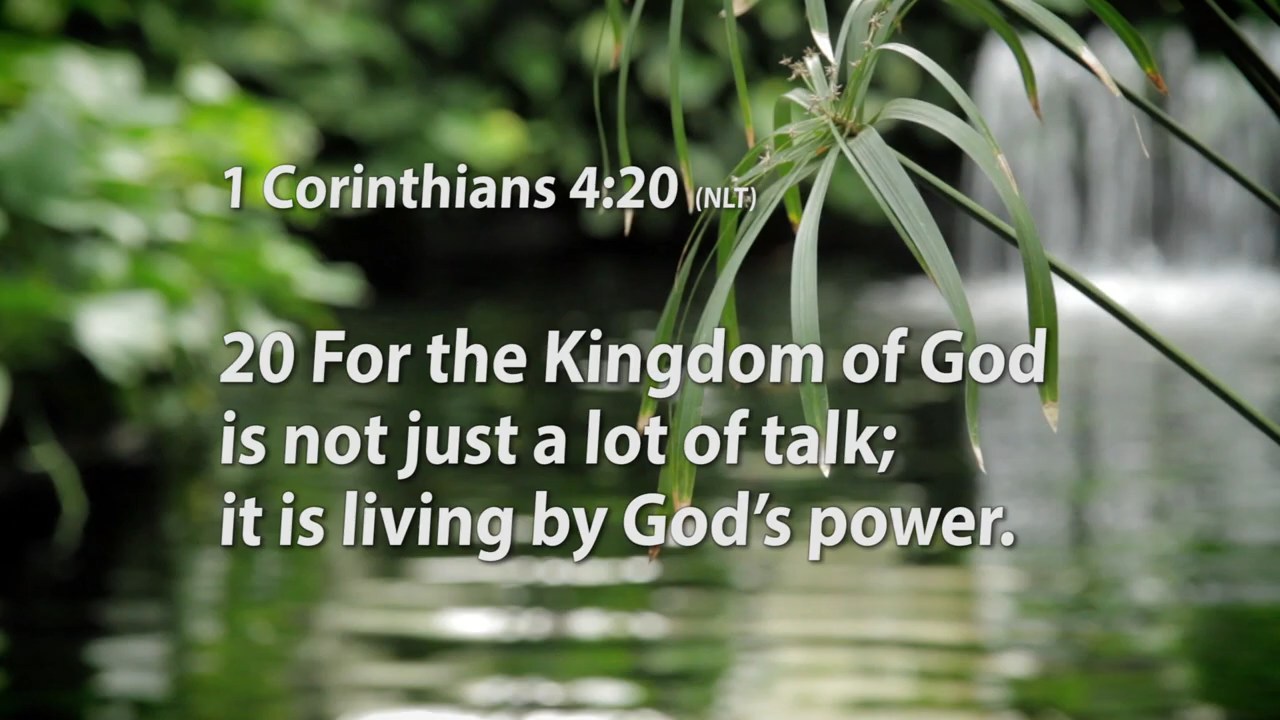 1 Corinthians 4:20 (NLT)
20 For the Kingdom of God
is not just a lot of talk;
it is living by God’s power.